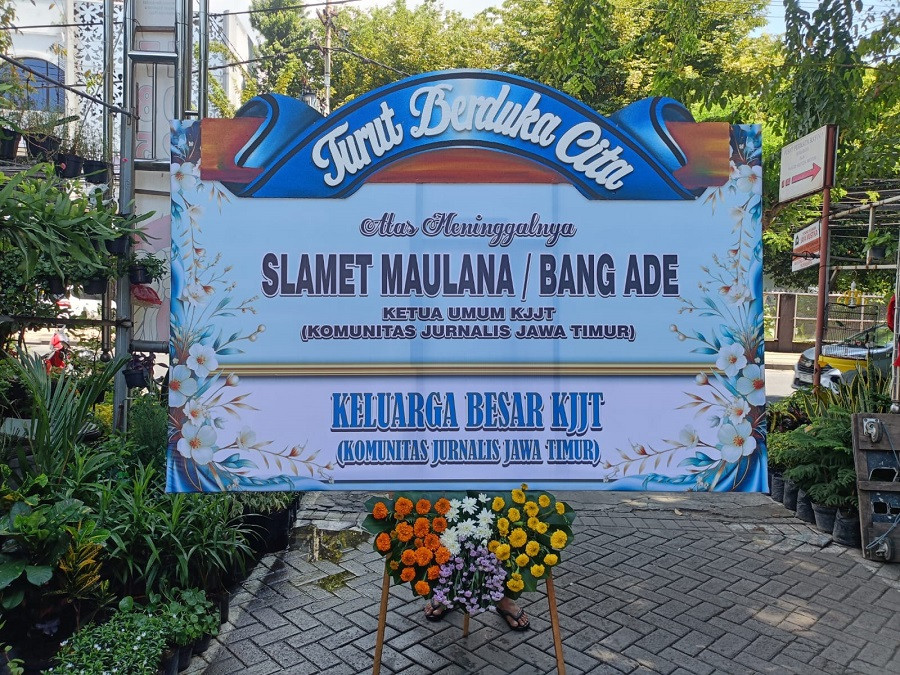 Turut Berduka Cita
Atas Meninggalnya
SLAMET MAULANA / BANG ADE
KETUA UMUM KJJT
(KOMUNITAS JURNALIS JAWA TIMUR)
KELUARGA BESAR KJJT
(KOMUNITAS JURNALIS JAWA TIMUR)